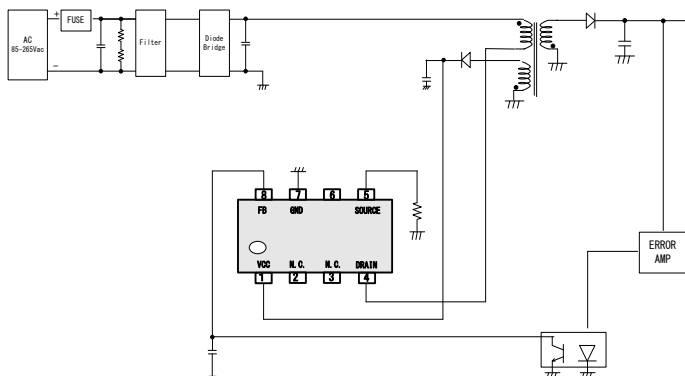 AC
85-265Vac
+
−
FUSE
Filter
Diode
Bridge
8 7 6 5
FB GND SOURCE
VCC N.C. N.C. DRAIN
1 2 3 4
ERROR
AMP